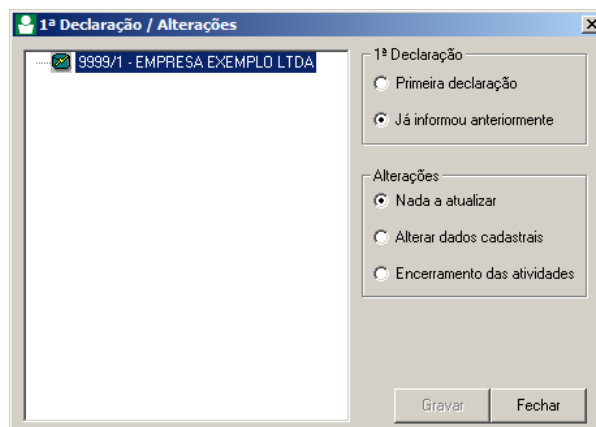 1ª Declaração / Alterações
9999/1 - EMPRESA EXEMPLO LTDA
1ª Declaração
Primeira declaração
Já informou anteriormente
Alterações
Nada a atualizar
Alterar dados cadastrais
Encerramento das atividades
Gravar
Fechar